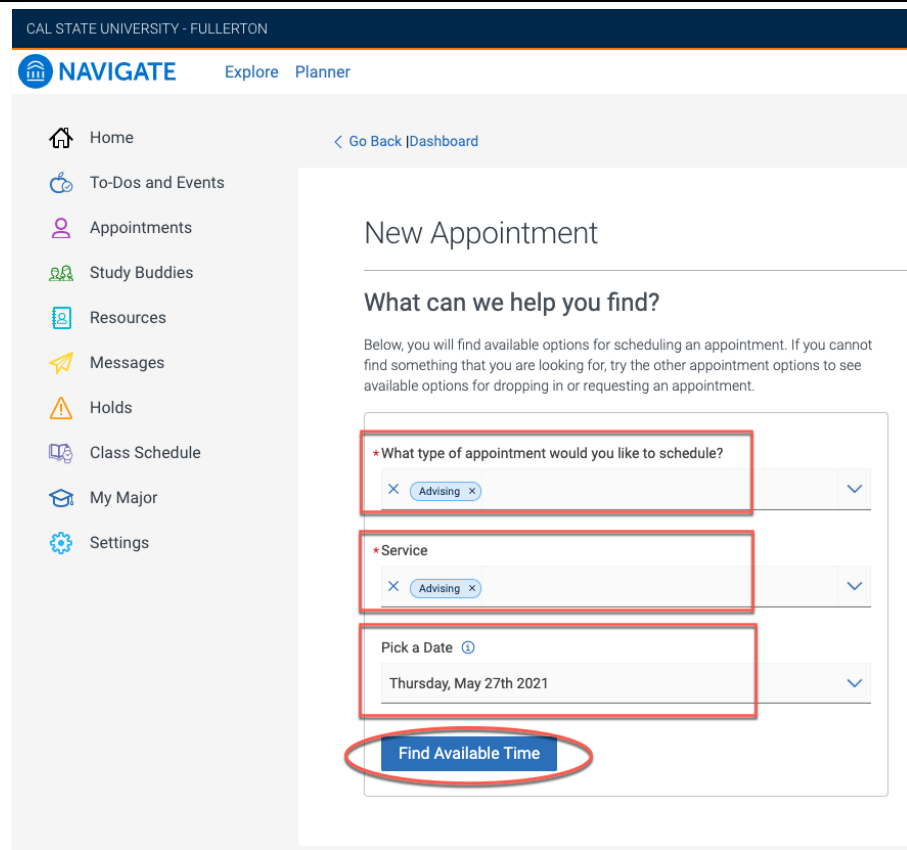 CAL STATE UNIVERSITY - FULLERTON
NAVIGATE Explore Planner
Home
To-Dos and Events
Appointments
Study Buddies
Resources
Messages
Holds
Class Schedule
My Major
Settings
Go Back |Dashboard
New Appointment
What can we help you find?
Below, you will find available options for scheduling an appointment. If you cannot
find something that you are looking for, try the other appointment options to see
available options for dropping in or requesting an appointment.
*What type of appointment would you like to schedule?
× Advising ×
*Service
× Advising ×
Pick a Date
Thursday, May 27th 2021
Find Available Time